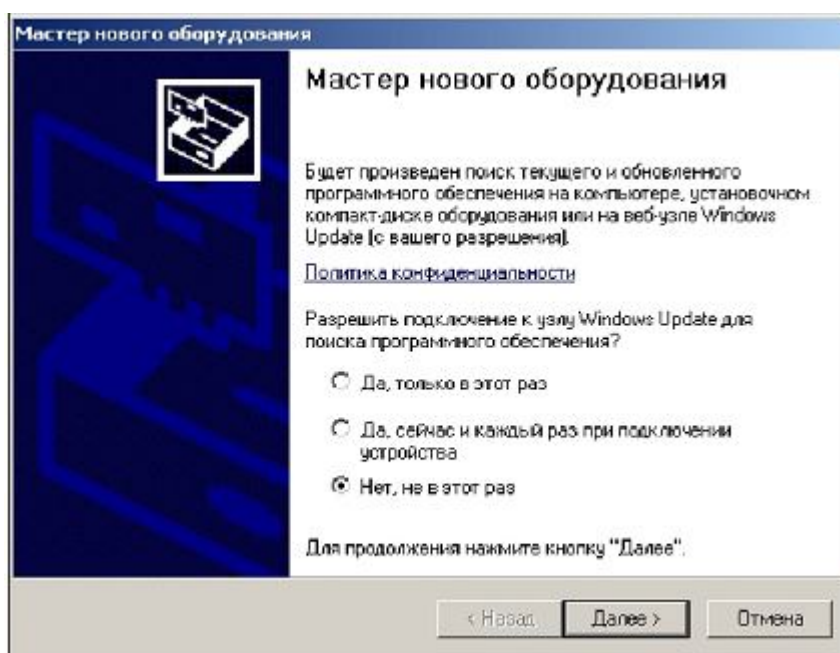 Мастер нового оборудования
Мастер нового оборудования
Будет произведен поиск текущего и обновленного
программного обеспечения на компьютере, установочном
компакт-диске оборудования или на веб-узле Windows
Update (с вашего разрешения).
Политика конфиденциальности
Разрешить подключение к узлу Windows Update для
поиска программного обеспечения?
Да, только в этот раз
Да, сейчас и каждый раз при подключении
устройства
Нет, не в этот раз
Для продолжения нажмите кнопку "Далее".
< Назад Далее > Отмена